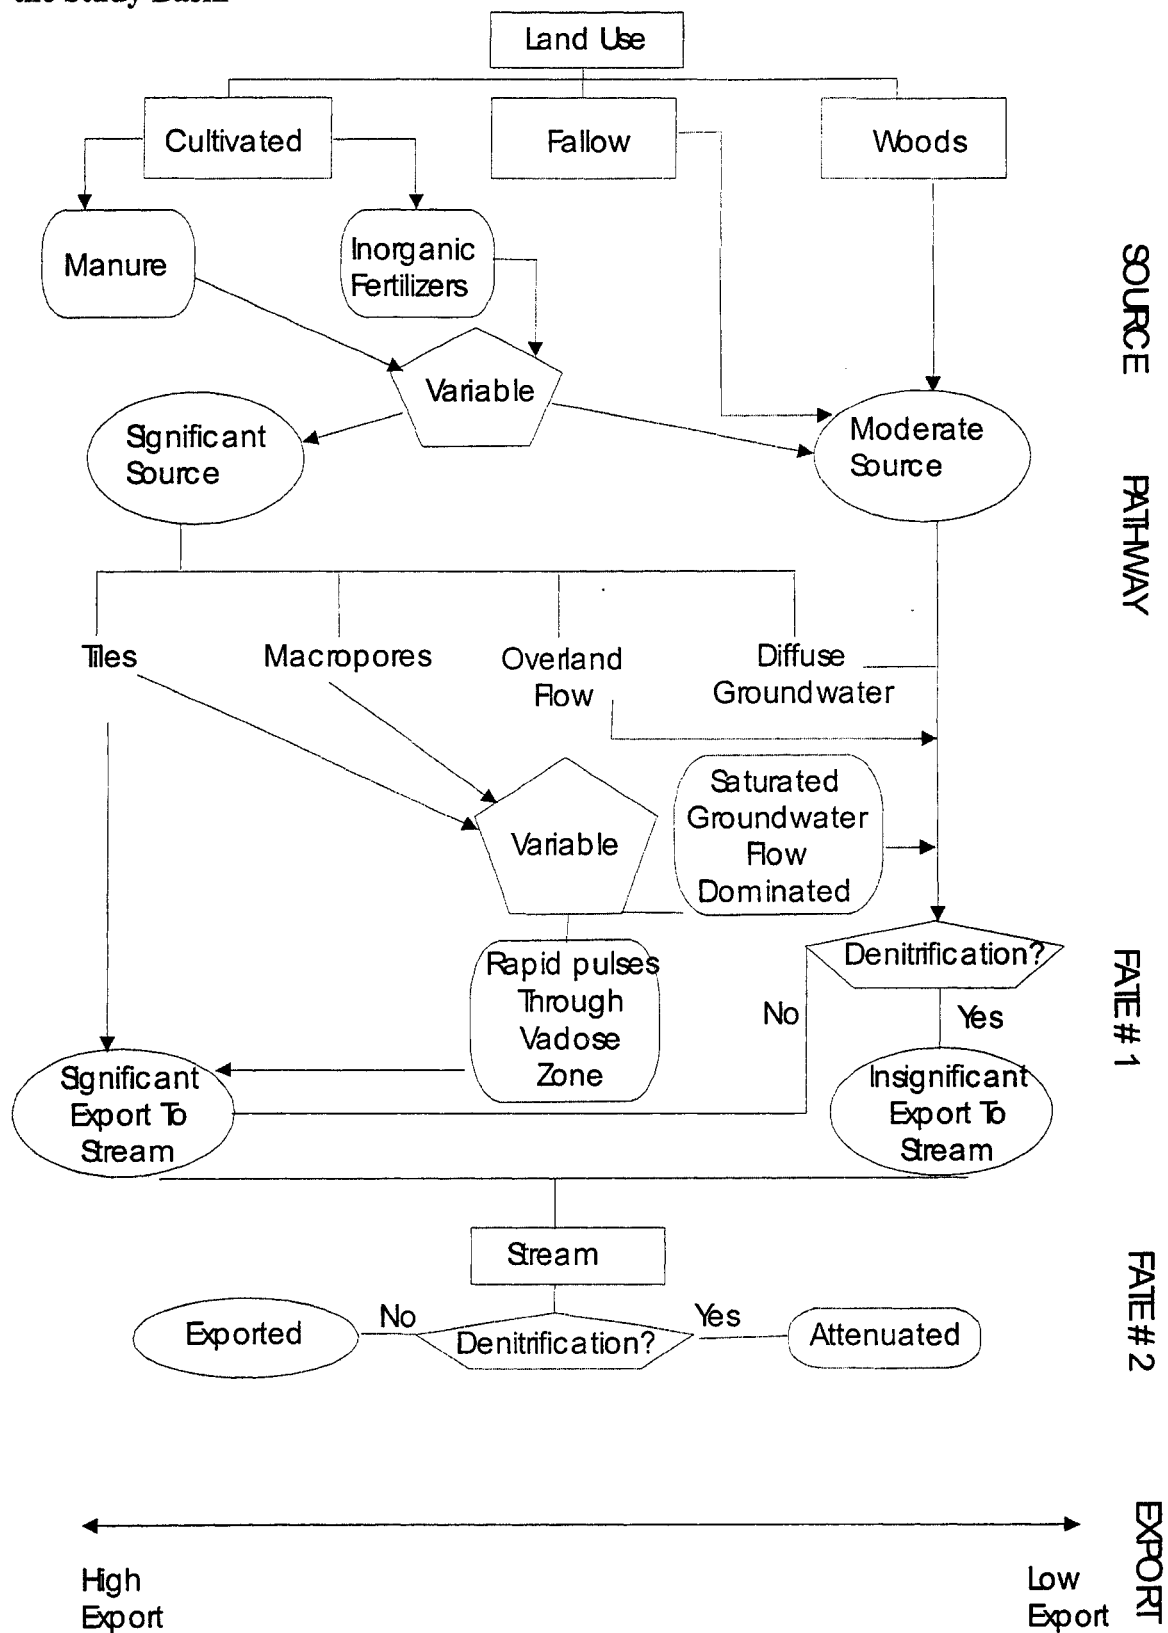 the Study Basin
Land Use
Cultivated
Fallow
Woods
Manure
Inorganic
Fertilizers
SOURCE
Variable
Significant
Source
Moderate
Source
PATHWAY
Tiles
Macropores
Overland
Flow
Diffuse
Groundwater
Variable
Saturated
Groundwater
Flow
Dominated
Rapid pulses
Through
Vadose
Zone
Denitrification?
No
Yes
FATE # 1
Significant
Export To
Stream
Insignificant
Export To
Stream
Stream
FATE # 2
Exported
No
Denitrification?
Yes
Attenuated
EXPORT
High
Export
Low
Export